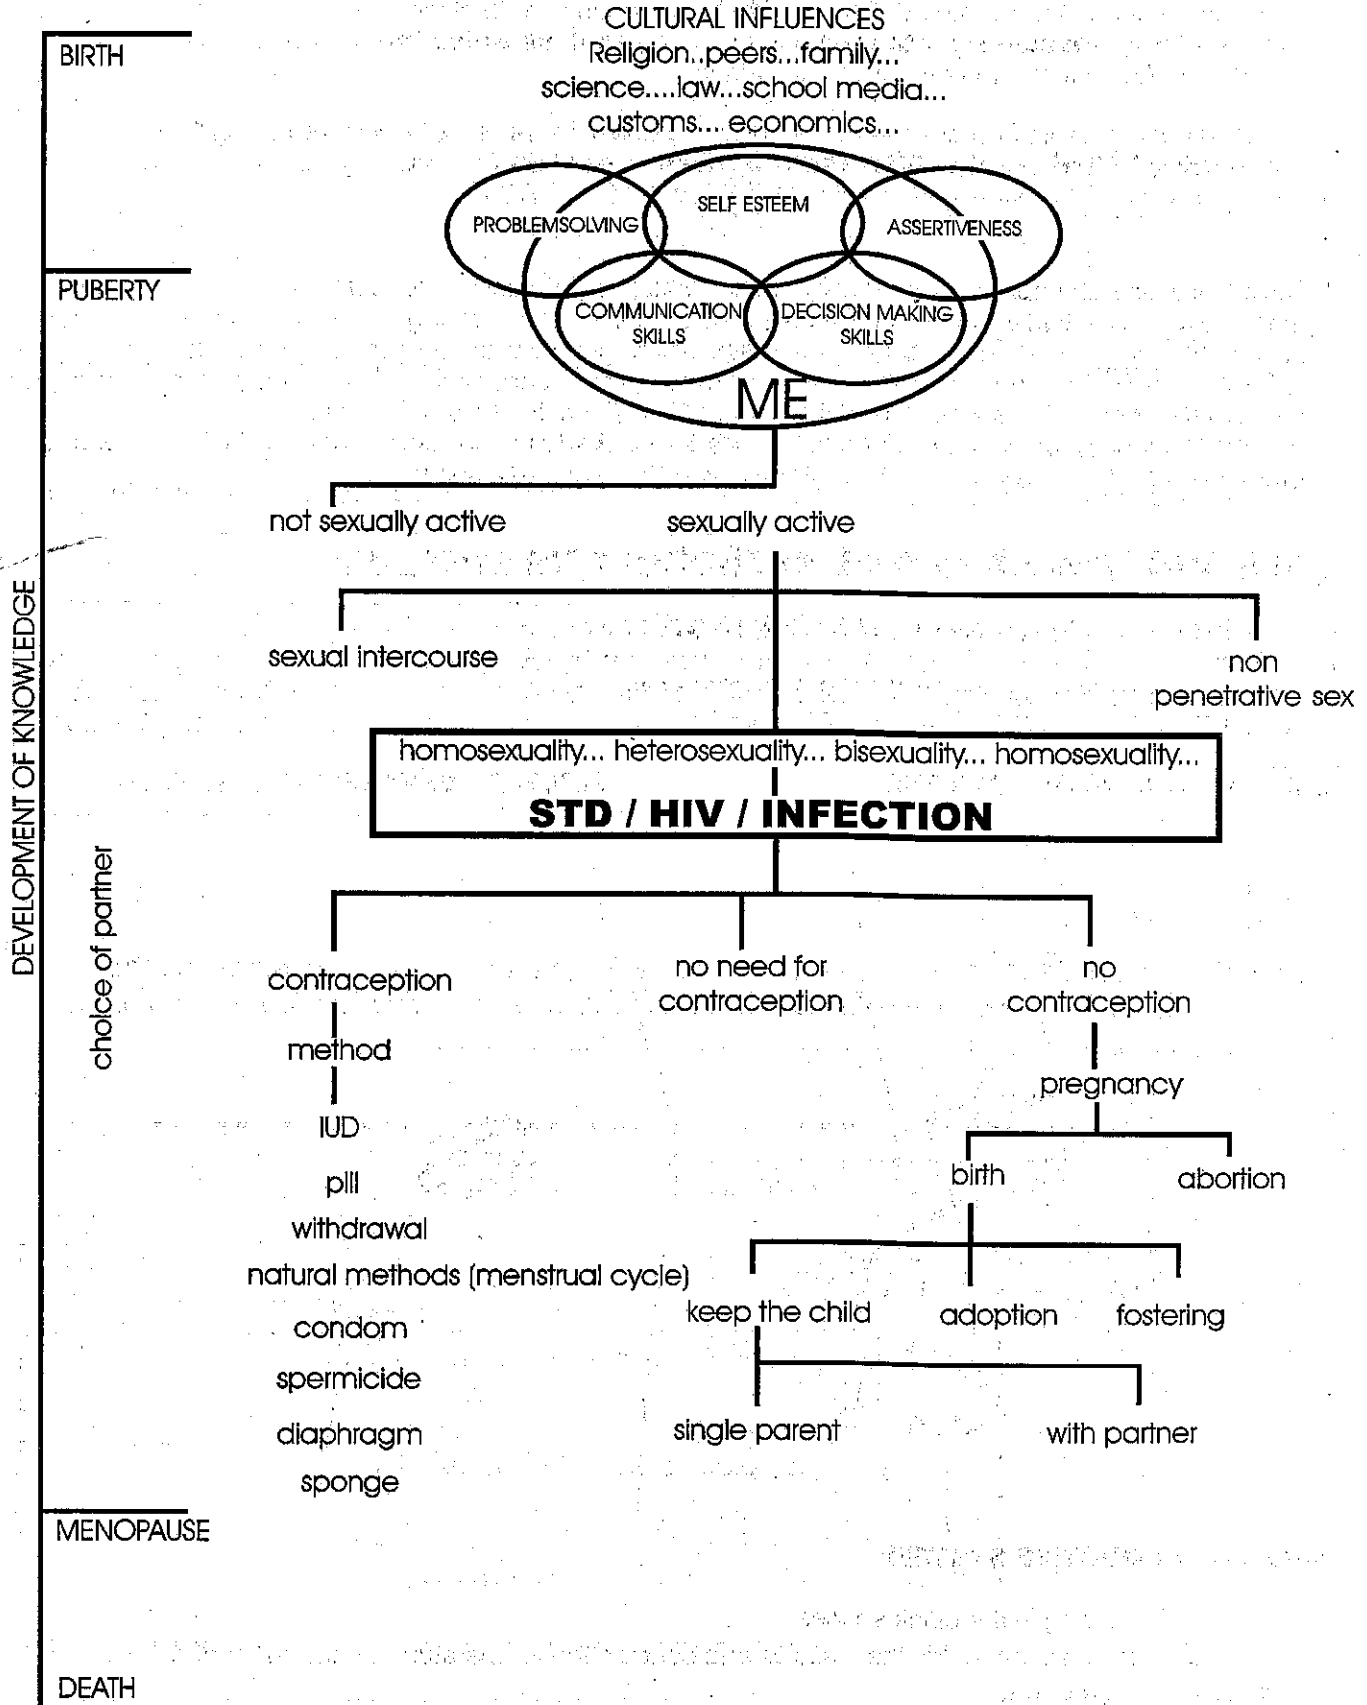 CULTURAL INFLUENCES
Religion..peers...family...
science....law...school media...
customs... economics...
BIRTH
PROBLEMSOLVING
SELF ESTEEM
ASSERTIVENESS
PUBERTY
COMMUNICATION
SKILLS
DECISION MAKING
SKILLS
ME
not sexually active
sexually active
sexual intercourse
non
penetrative sex
DEVELOPMENT OF KNOWLEDGE
homosexuality... heterosexuality... bisexuality... homosexuality...
STD / HIV / INFECTION
choice of partner
contraception
no need for
contraception
no
contraception
method
pregnancy
IUD
birth
abortion
pill
withdrawal
natural methods (menstrual cycle)
keep the child
adoption
fostering
condom
spermicide
diaphragm
single parent
with partner
sponge
MENOPAUSE
DEATH